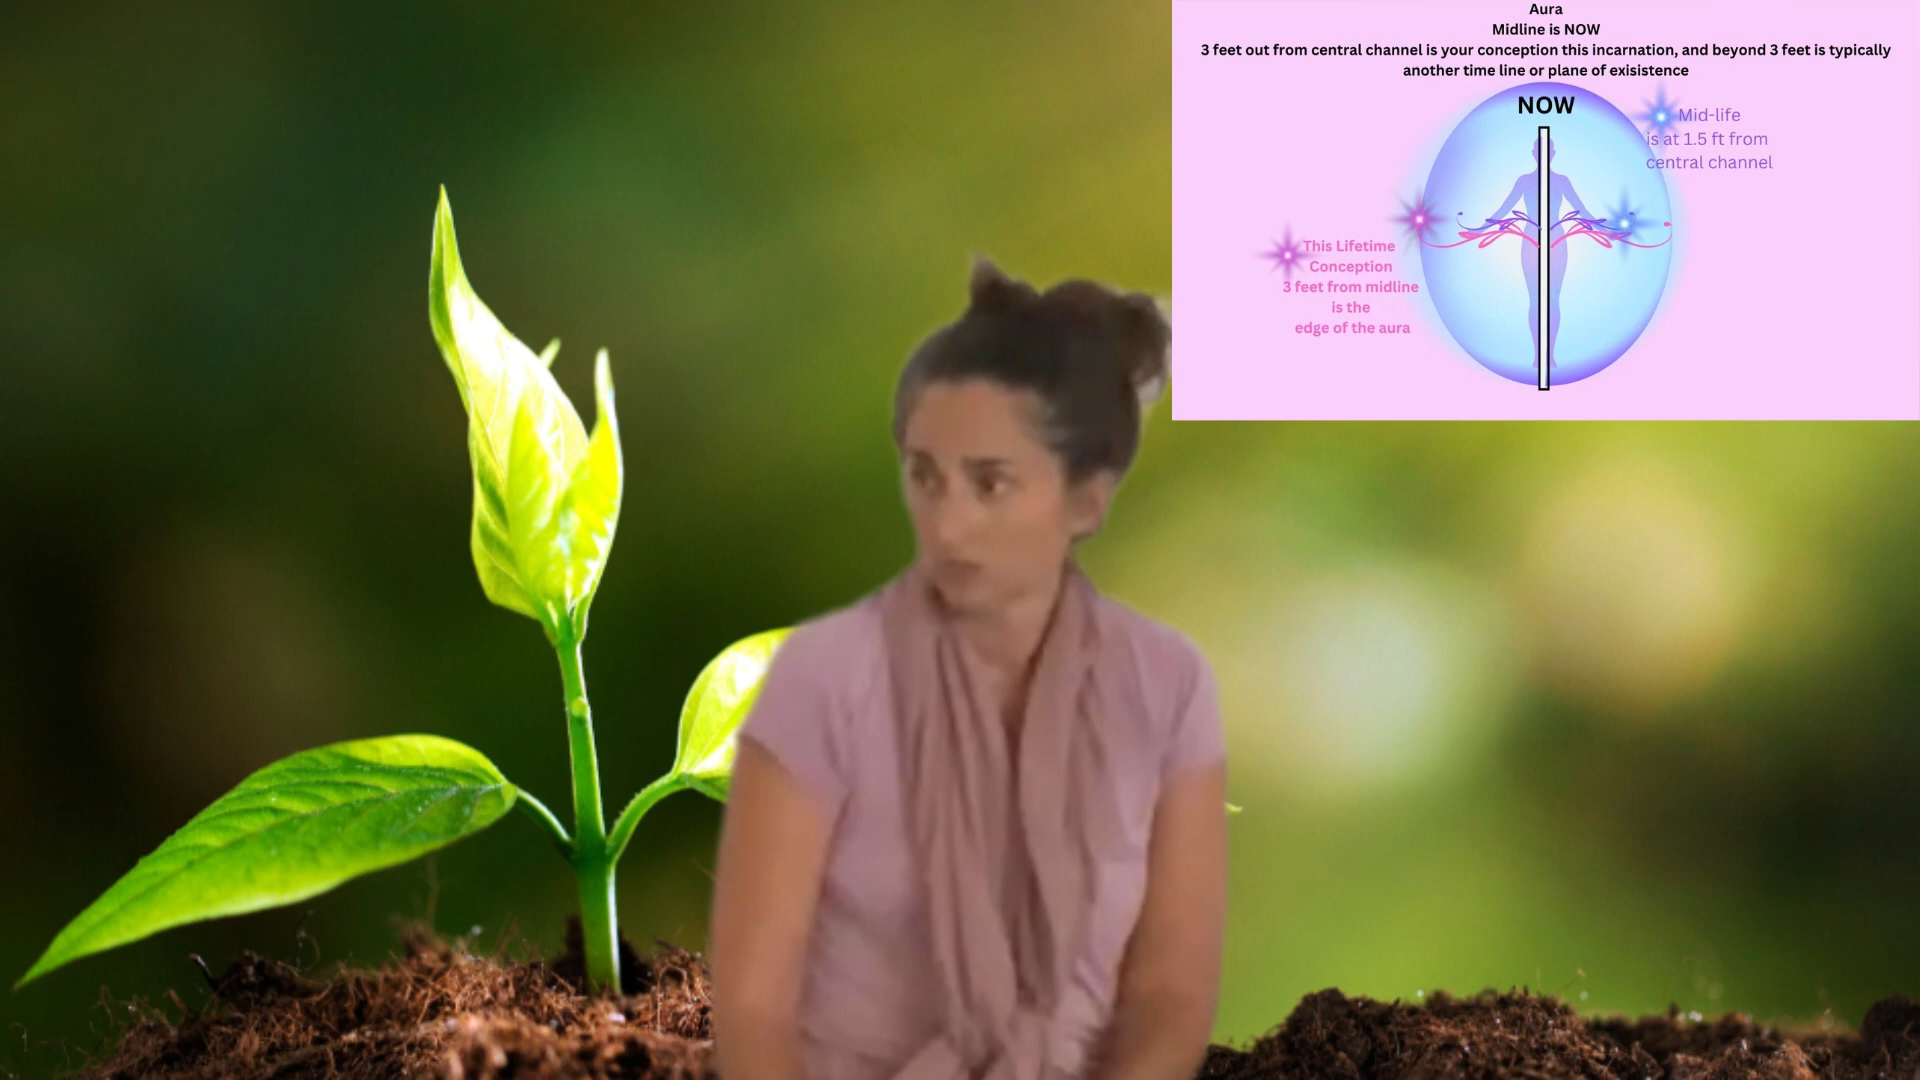 Aura
Midline is NOW
3 feet out from central channel is your conception this incarnation, and beyond 3 feet is typically
another time line or plane of exisistence
NOW
Mid-life
is at 1.5 ft from
central channel
This Lifetime
Conception
3 feet from midline
is the
edge of the aura